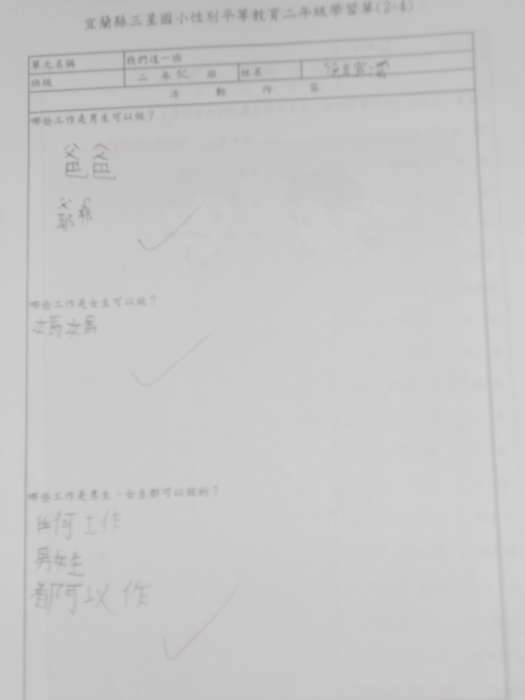 宜蘭縣三星國小性別平等教育二年級學習單(2-4)
單元名稱 我們這一班
班級 二年 班 姓名
活動內容
哪些工作是男生可以做？
爸爸
哪些工作是女生可以做？
媽媽
哪些工作是男生、女生都可以做的？
任何工作
男女生
都可以作